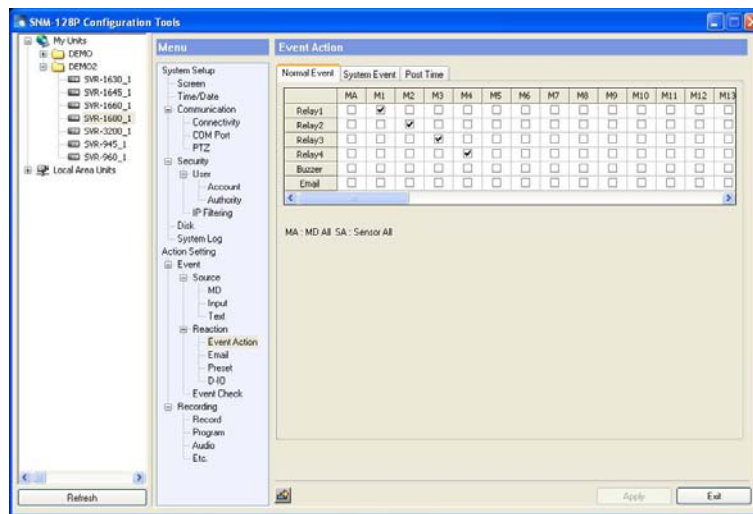 SNM-128P Configuration Tools
My Units
DEMO
DEMO2
SVR-1630_1
SVR-1645_1
SVR-1660_1
SVR-1600_1
SVR-3200_1
SVR-945_1
SVR-960_1
Local Area Units
Refresh
Menu
System Setup
Screen
Time/Date
Communication
Connectivity
COM Port
PTZ
Security
User
Account
Authority
IP Filtering
Disk
System Log
Action Setting
Event
Source
MD
Input
Text
Reaction
Event Action
Email
Preset
D-IO
Event Check
Recording
Record
Program
Audio
Etc.
Event Action
Normal Event System Event Post Time
MA M1 M2 M3 M4 M5 M6 M7 M8 M9 M10 M11 M12 M13
Relay1
Relay2
Relay3
Relay4
Buzzer
Email
MA : MD All SA : Sensor All
Apply Exit